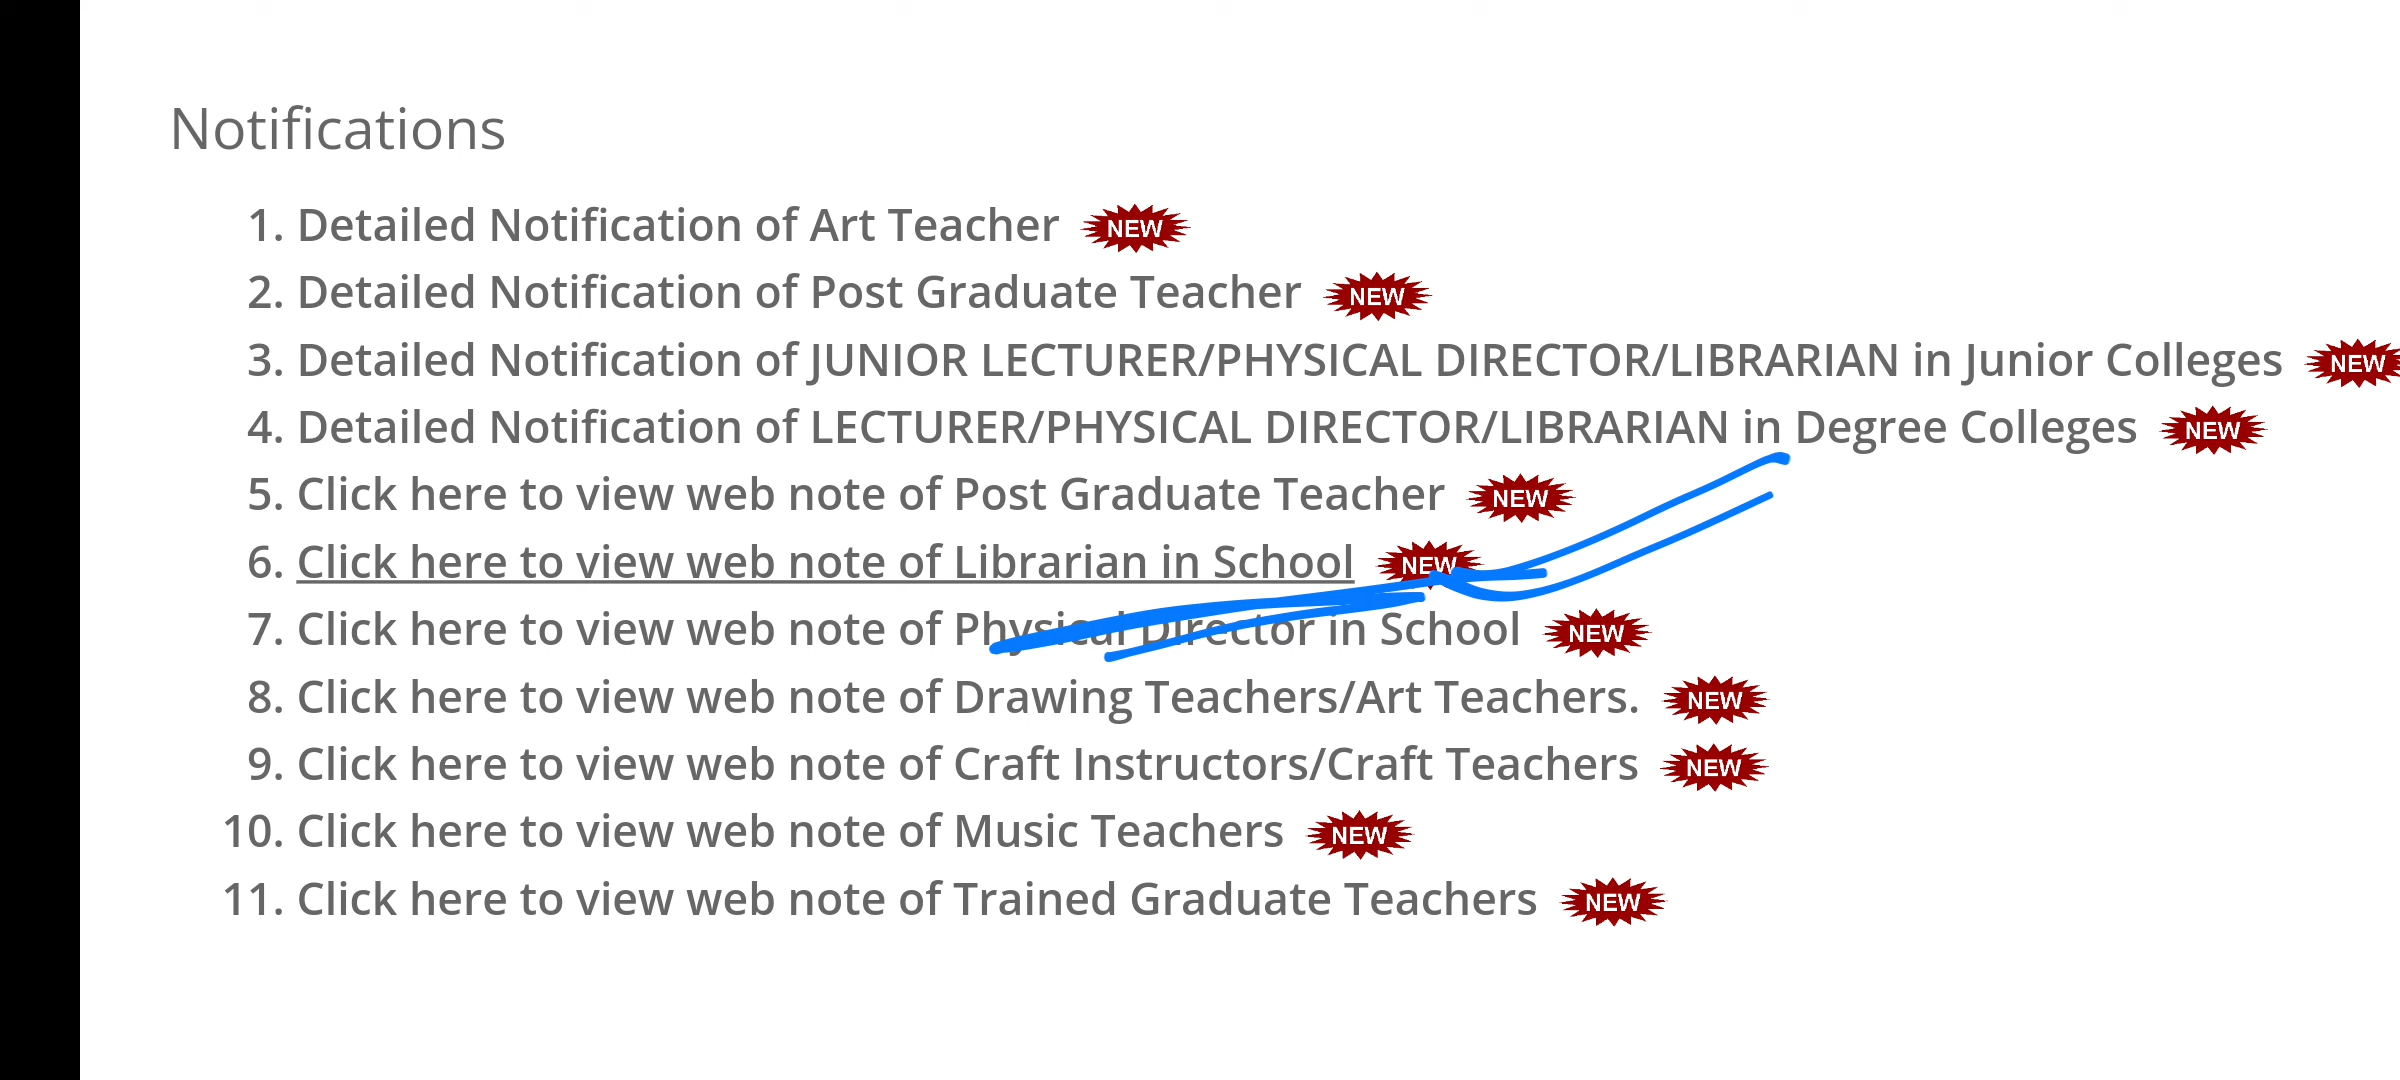 Notifications
1. Detailed Notification of Art Teacher NEW
2. Detailed Notification of Post Graduate Teacher NEW
3. Detailed Notification of JUNIOR LECTURER/PHYSICAL DIRECTOR/LIBRARIAN in Junior Colleges NEW
4. Detailed Notification of LECTURER/PHYSICAL DIRECTOR/LIBRARIAN in Degree Colleges NEW
5. Click here to view web note of Post Graduate Teacher NEW
6. Click here to view web note of Librarian in School NEW
7. Click here to view web note of Physical Director in School NEW
8. Click here to view web note of Drawing Teachers/Art Teachers. NEW
9. Click here to view web note of Craft Instructors/Craft Teachers NEW
10. Click here to view web note of Music Teachers NEW
11. Click here to view web note of Trained Graduate Teachers NEW